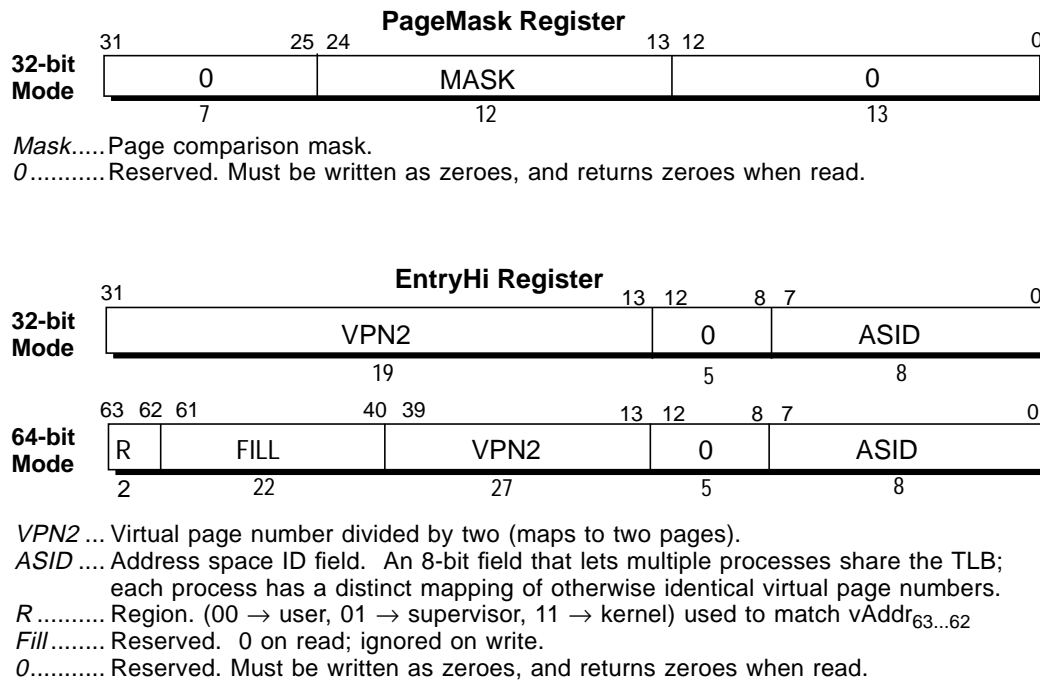 PageMask Register
31 25 24 13 12 0
32-bit Mode 0 MASK 0
7 12 13
Mask.....Page comparison mask.
0...........Reserved. Must be written as zeroes, and returns zeroes when read.
EntryHi Register
31 13 12 8 7 0
32-bit Mode VPN2 0 ASID
19 5 8
63 62 61 40 39 13 12 8 7 0
64-bit Mode R FILL VPN2 0 ASID
2 22 27 5 8
VPN2 ... Virtual page number divided by two (maps to two pages).
ASID .... Address space ID field. An 8-bit field that lets multiple processes share the TLB;
each process has a distinct mapping of otherwise identical virtual page numbers.
R .......... Region. (00 → user, 01 → supervisor, 11 → kernel) used to match vAddr63...62
Fill ........ Reserved. 0 on read; ignored on write.
0........... Reserved. Must be written as zeroes, and returns zeroes when read.